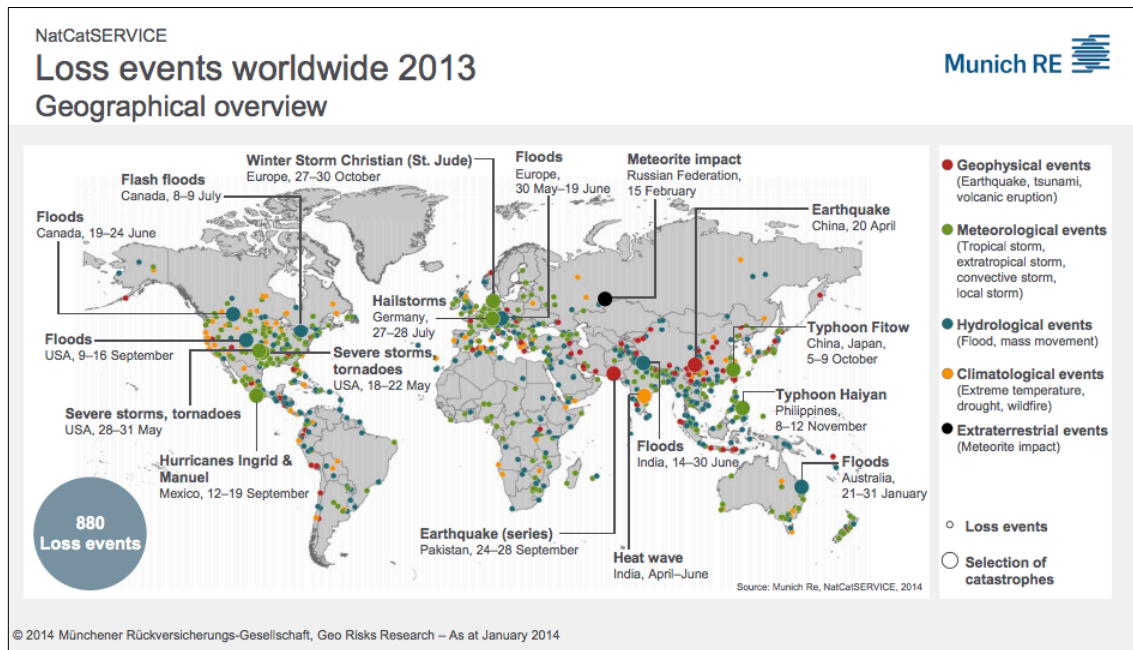 NatCatSERVICE
Loss events worldwide 2013
Geographical overview
Munich RE
Winter Storm Christian (St. Jude)
Europe, 27–30 October
Floods
Europe,
30 May–19 June
Meteorite impact
Russian Federation,
15 February
Flash floods
Canada, 8–9 July
Floods
Canada, 19–24 June
Earthquake
China, 20 April
Hailstorms
Germany,
27–28 July
Floods
USA, 9–16 September
Severe storms,
tornadoes
USA, 18–22 May
Typhoon Fitow
China, Japan,
5–9 October
Severe storms, tornadoes
USA, 28–31 May
Typhoon Haiyan
Philippines,
8–12 November
Hurricanes Ingrid &
Manuel
Mexico, 12–19 September
Floods
India, 14–30 June
Floods
Australia,
21–31 January
Earthquake (series)
Pakistan, 24–28 September
Heat wave
India, April–June
880
Loss events
Source: Munich Re, NatCatSERVICE, 2014
Geophysical events
(Earthquake, tsunami,
volcanic eruption)
Meteorological events
(Tropical storm,
extratropical storm,
convective storm,
local storm)
Hydrological events
(Flood, mass movement)
Climatological events
(Extreme temperature,
drought, wildfire)
Extraterrestrial events
(Meteorite impact)
Loss events
Selection of
catastrophes
© 2014 Münchener Rückversicherungs-Gesellschaft, Geo Risks Research – As at January 2014